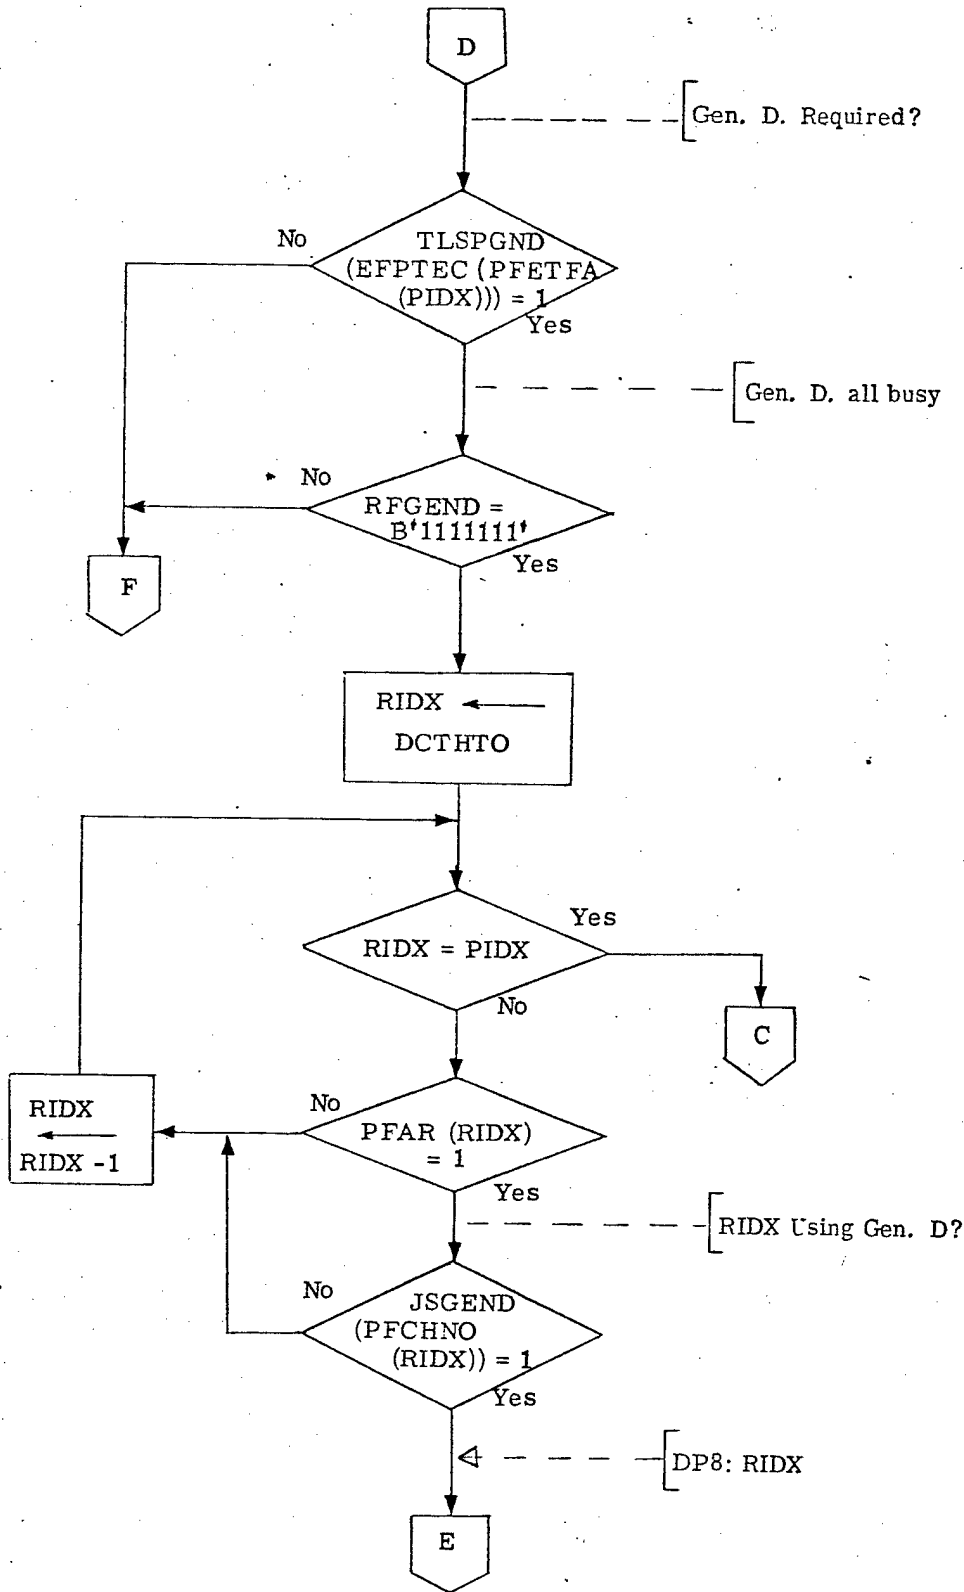 D
Gen. D. Required?
No
TLSPGND
(EFPTEC (PFETFA
(PIDX))) = 1
Yes
Gen. D. all busy
No
RFGEND =
B'1111111'
Yes
F
RIDX ←
DCTHTO
Yes
RIDX = PIDX
No
C
RIDX
←
RIDX -1
No
PFAR (RIDX)
= 1
Yes
RIDX Using Gen. D?
No
JSGEND
(PFCHNO
(RIDX)) = 1
Yes
DP8: RIDX
E